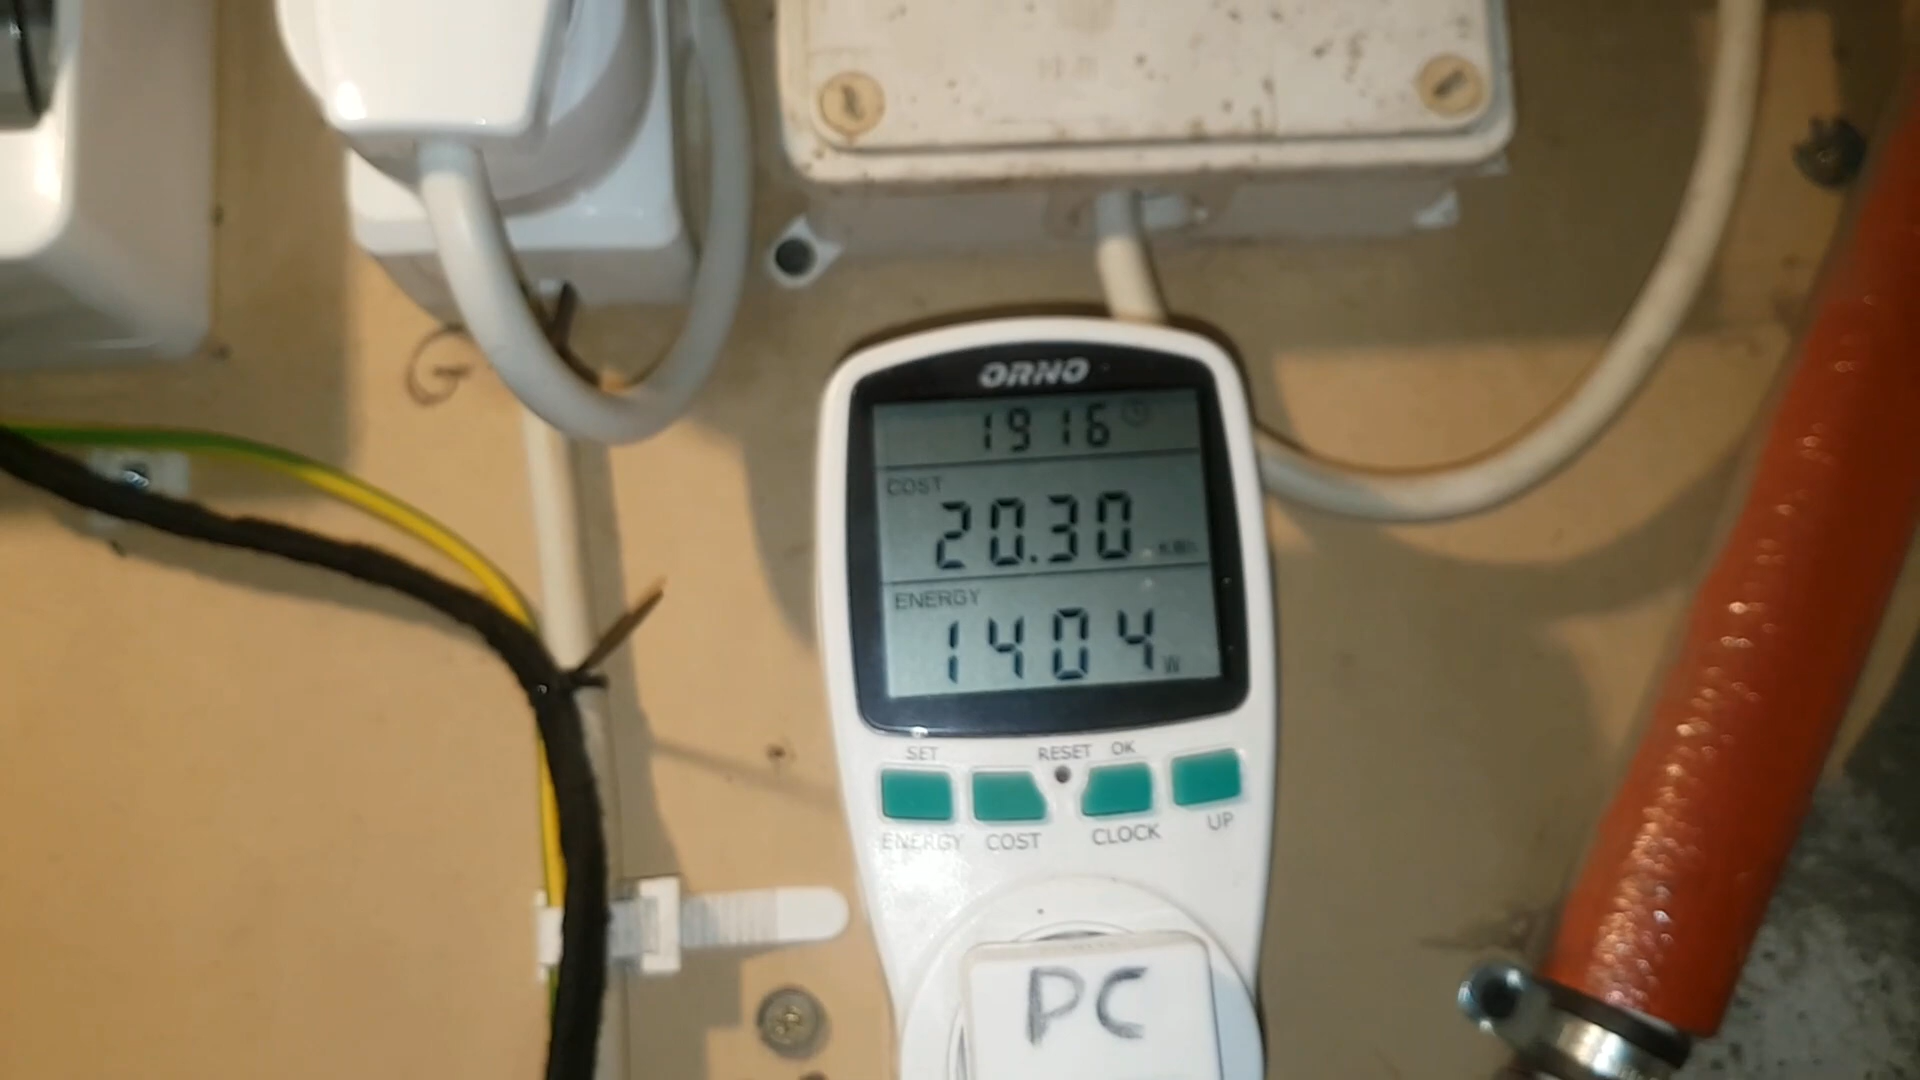 ORNO
1916
COST
20.30
KWh
ENERGY
1404
W
SET RESET OK
ENERGY COST CLOCK UP
PC
G